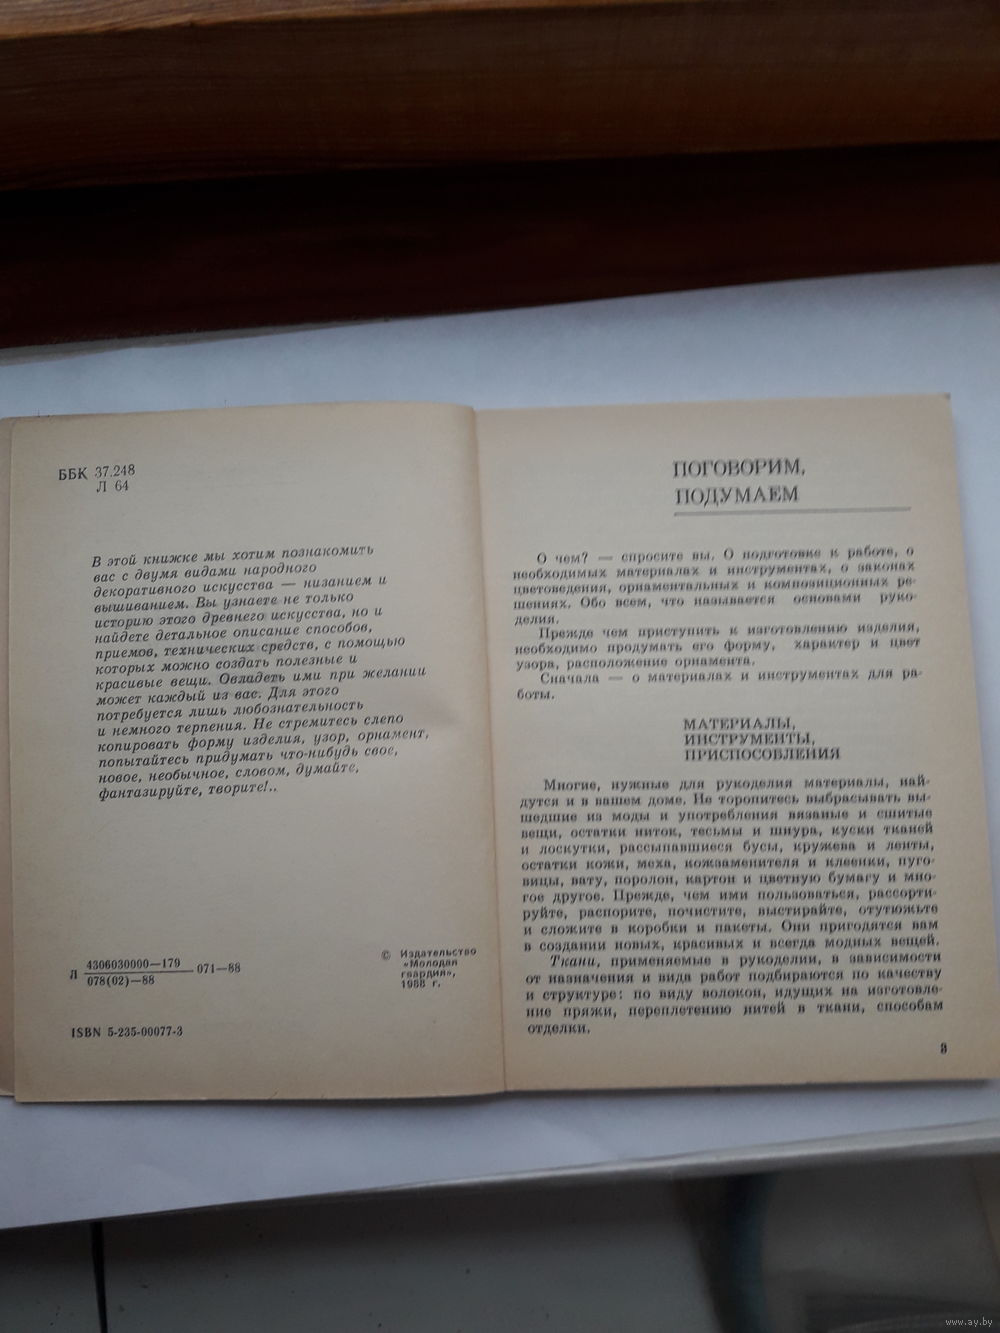 ББК 37.248
Л 64
В этой книжке мы хотим познакомить
вас с двумя видами народного
декоративного искусства — низанием и
вышиванием. Вы узнаете не только
историю этого древнего искусства, но и
найдете детальное описание способов,
приемов, технических средств, с помощью
которых можно создать полезные и
красивые вещи. Овладеть ими при желании
может каждый из вас. Для этого
потребуется лишь любознательность
и немного терпения. Не стремитесь слепо
копировать форму изделия, узор, орнамент,
попытайтесь придумать что-нибудь свое,
новое, необычное, словом, думайте,
фантазируйте, творите!..
Л 4306030000—179
078(02)—88 071—88
© Издательство
«Молодая
гвардия»,
1988 г.
ISBN 5-235-00077-3
ПОГОВОРИМ,
ПОДУМАЕМ
О чем? — спросите вы. О подготовке к работе, о
необходимых материалах и инструментах, о законах
цветоведения, орнаментальных и композиционных ре-
шениях. Обо всем, что называется основами руко-
делия.
Прежде чем приступить к изготовлению изделия,
необходимо продумать его форму, характер и цвет
узора, расположение орнамента.
Сначала — о материалах и инструментах для ра-
боты.
МАТЕРИАЛЫ,
ИНСТРУМЕНТЫ,
ПРИСПОСОБЛЕНИЯ
Многие, нужные для рукоделия материалы, най-
дутся и в вашем доме. Не торопитесь выбрасывать вы-
шедшие из моды и употребления вязаные и сшитые
вещи, остатки ниток, тесьмы и шнура, куски тканей
и лоскутки, рассыпавшиеся бусы, кружева и ленты,
остатки кожи, меха, кожзаменителя и клеенки, пуго-
вицы, вату, поролон, картон и цветную бумагу и мно-
гое другое. Прежде, чем ими пользоваться, рассорти-
руйте, распорите, почистите, выстирайте, отутюжьте
и сложите в коробки и пакеты. Они пригодятся вам
в создании новых, красивых и всегда модных вещей.
Ткани, применяемые в рукоделии, в зависимости
от назначения и вида работ подбираются по качеству
и структуре: по виду волокон, идущих на изготовле-
ние пряжи, переплетению нитей в ткани, способам
отделки.
3
www.ay.by